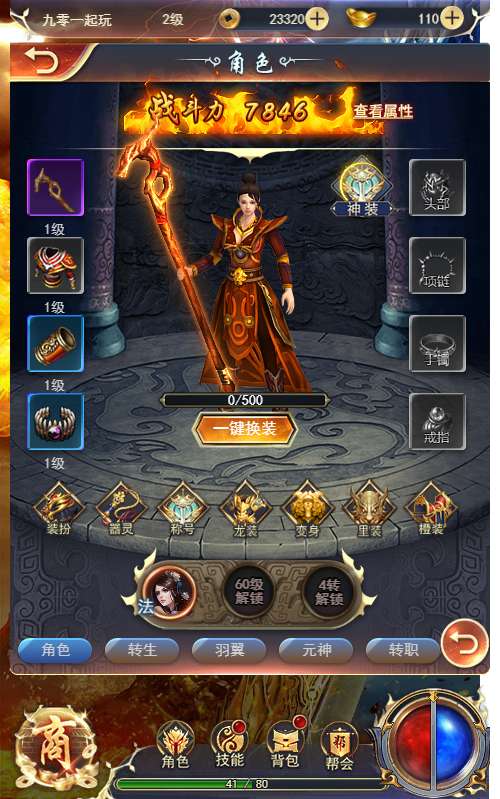 九零一起玩 2级 23320 110
角色
战斗力 7846 查看属性
神装 头部
1级
项链
1级
手镯
1级
戒指
1级
0/500
一键换装
装扮 器灵 称号 龙装 变身 里装 橙装
法 60级 4转
解锁 解锁
角色 转生 羽翼 元神 转职
商
角色 技能 背包 帮会
帮
41 / 80